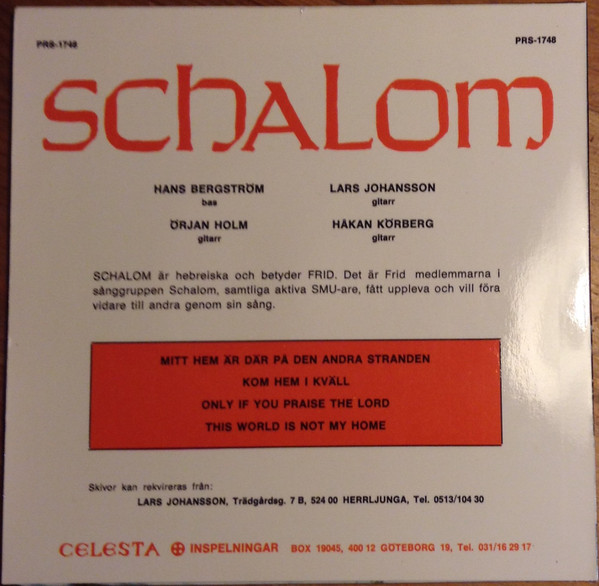 PRS-1748 PRS-1748
SCHALOM
HANS BERGSTRÖM LARS JOHANSSON
bas gitarr
ÖRJAN HOLM HÅKAN KÖRBERG
gitarr gitarr
SCHALOM är hebreiska och betyder FRID. Det är Frid medlemmarna i
sånggruppen Schalom, samtliga aktiva SMU-are, fått uppleva och vill föra
vidare till andra genom sin sång.
MITT HEM ÄR DÄR PÅ DEN ANDRA STRANDEN
KOM HEM I KVÄLL
ONLY IF YOU PRAISE THE LORD
THIS WORLD IS NOT MY HOME
Skivor kan rekvireras från:
LARS JOHANSSON, Trädgårdsg. 7 B, 524 00 HERRLJUNGA, Tel. 0513/104 30
CELESTA INSPELNINGAR BOX 19045, 400 12 GÖTEBORG 19, Tel. 031/16 29 17